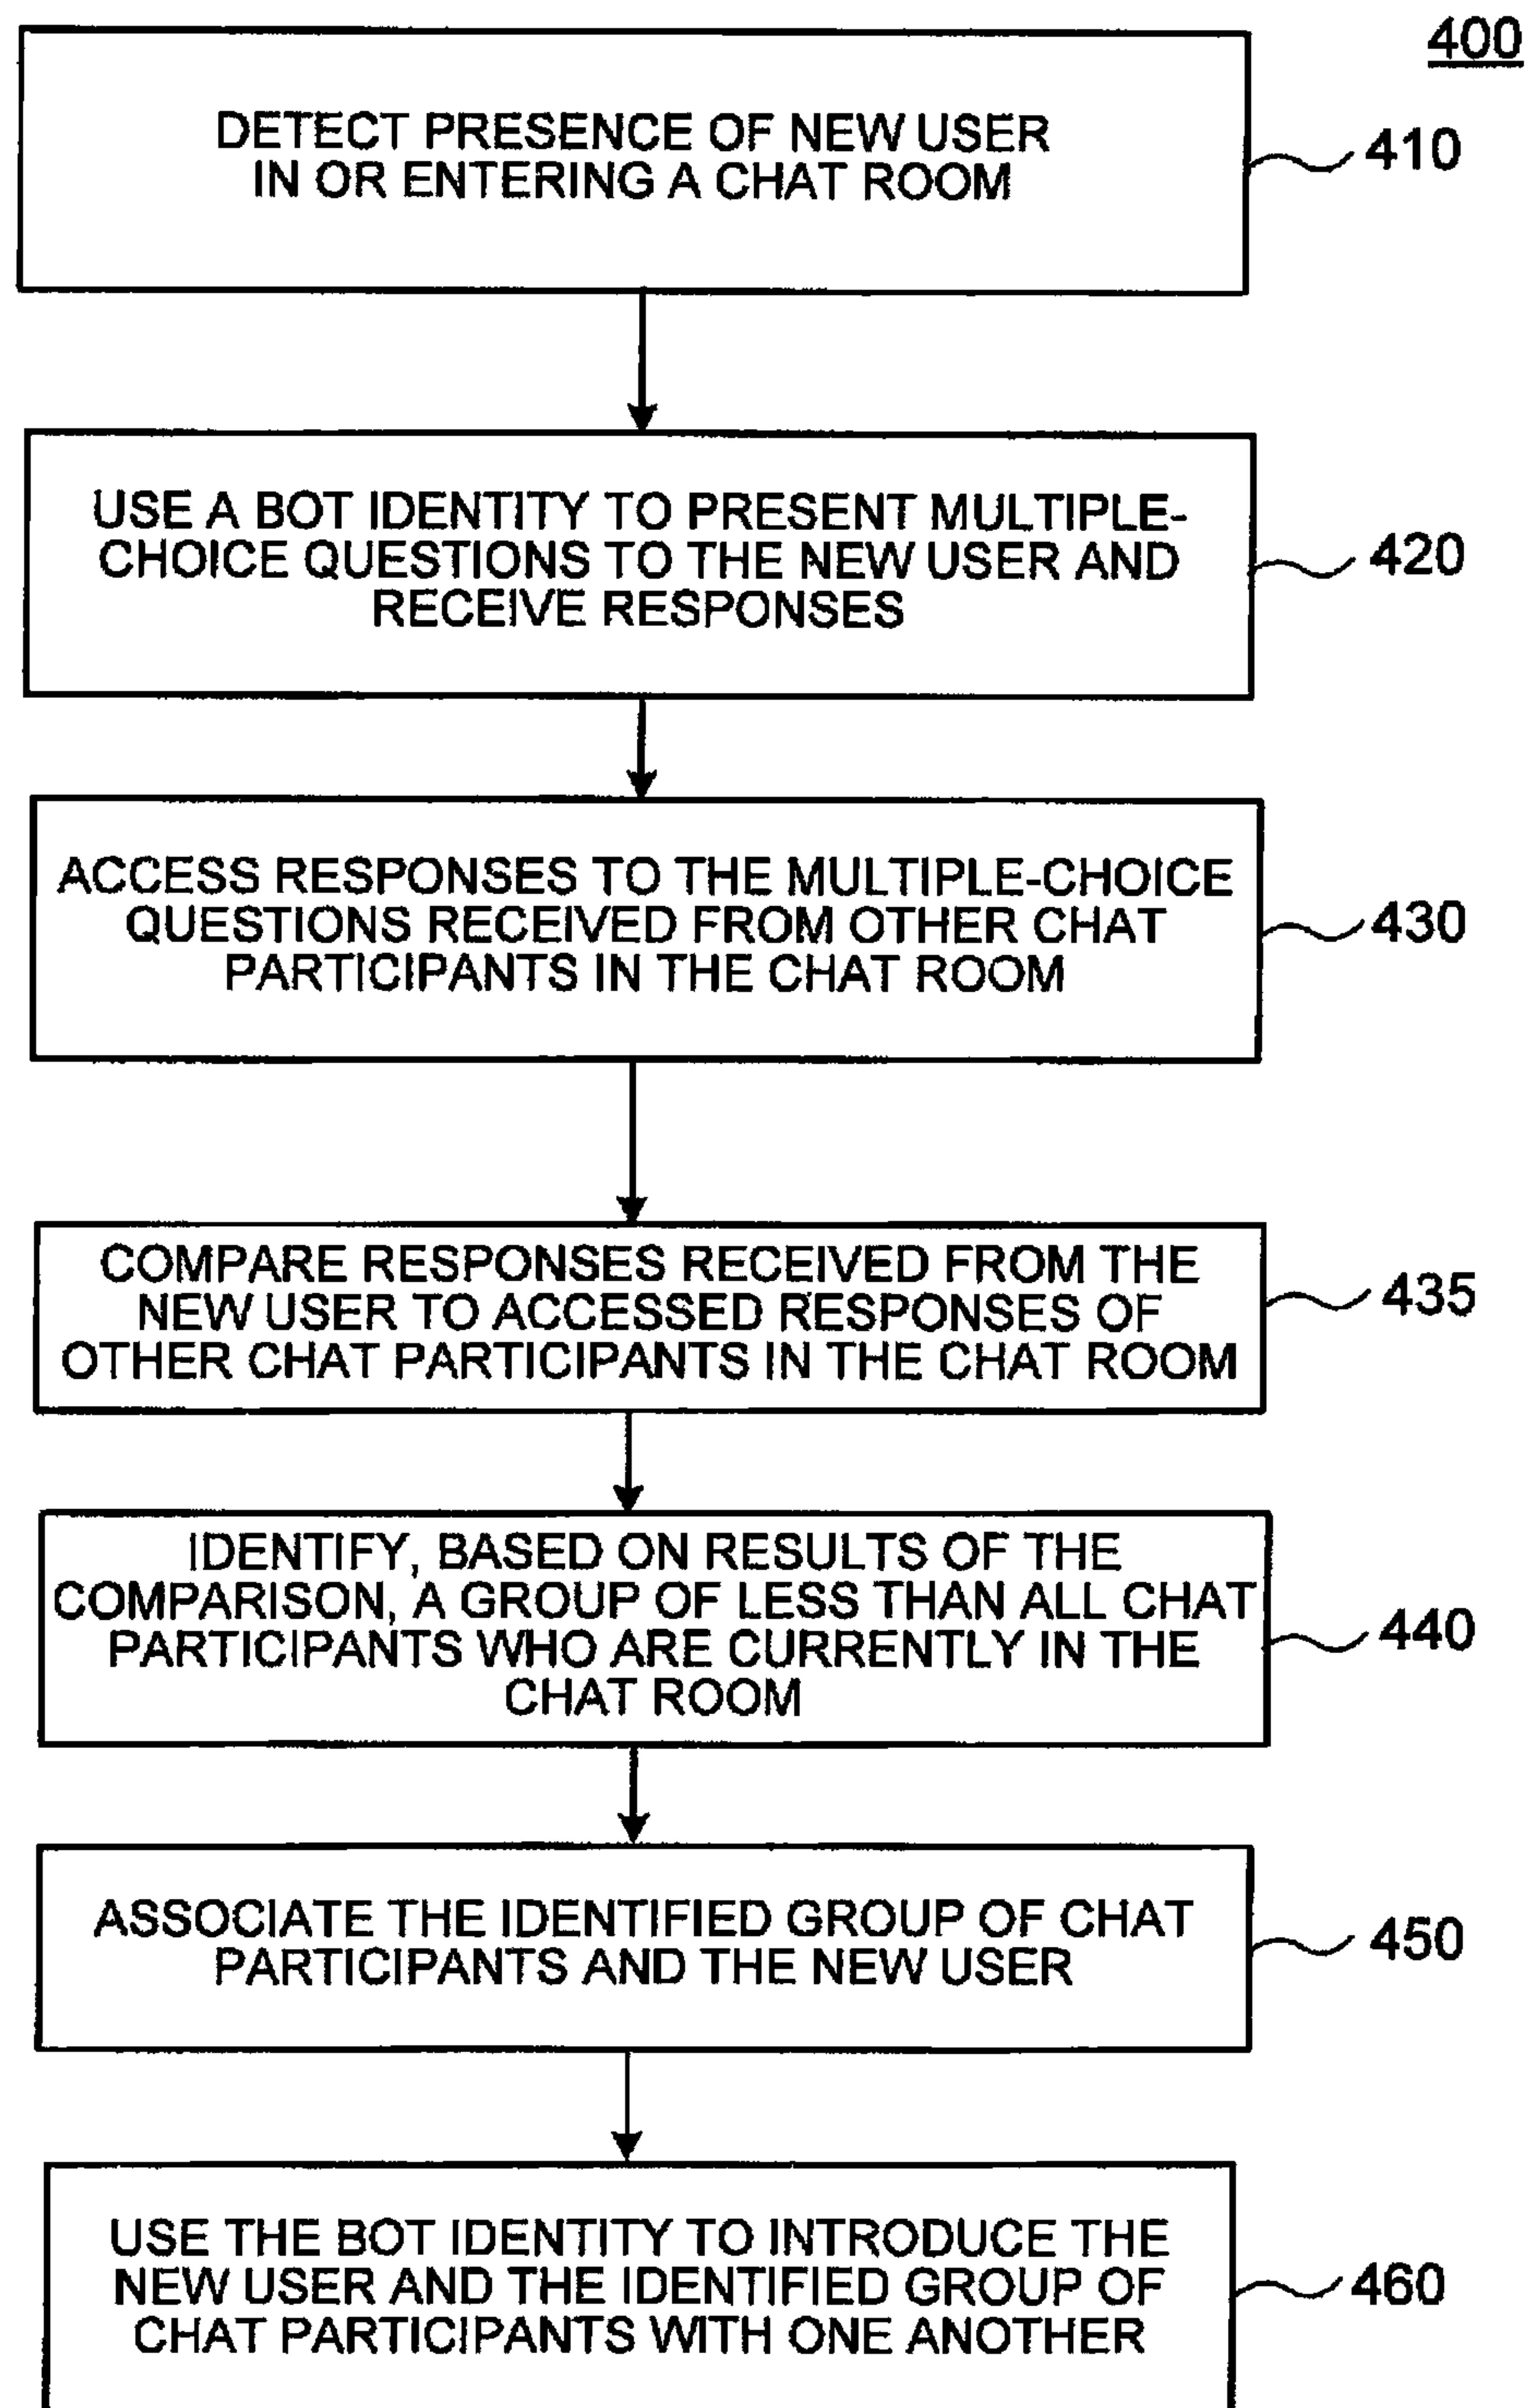 400
DETECT PRESENCE OF NEW USER
IN OR ENTERING A CHAT ROOM
410
USE A BOT IDENTITY TO PRESENT MULTIPLE-
CHOICE QUESTIONS TO THE NEW USER AND
RECEIVE RESPONSES
420
ACCESS RESPONSES TO THE MULTIPLE-CHOICE
QUESTIONS RECEIVED FROM OTHER CHAT
PARTICIPANTS IN THE CHAT ROOM
430
COMPARE RESPONSES RECEIVED FROM THE
NEW USER TO ACCESSED RESPONSES OF
OTHER CHAT PARTICIPANTS IN THE CHAT ROOM
435
IDENTIFY, BASED ON RESULTS OF THE
COMPARISON, A GROUP OF LESS THAN ALL CHAT
PARTICIPANTS WHO ARE CURRENTLY IN THE
CHAT ROOM
440
ASSOCIATE THE IDENTIFIED GROUP OF CHAT
PARTICIPANTS AND THE NEW USER
450
USE THE BOT IDENTITY TO INTRODUCE THE
NEW USER AND THE IDENTIFIED GROUP OF
CHAT PARTICIPANTS WITH ONE ANOTHER
460